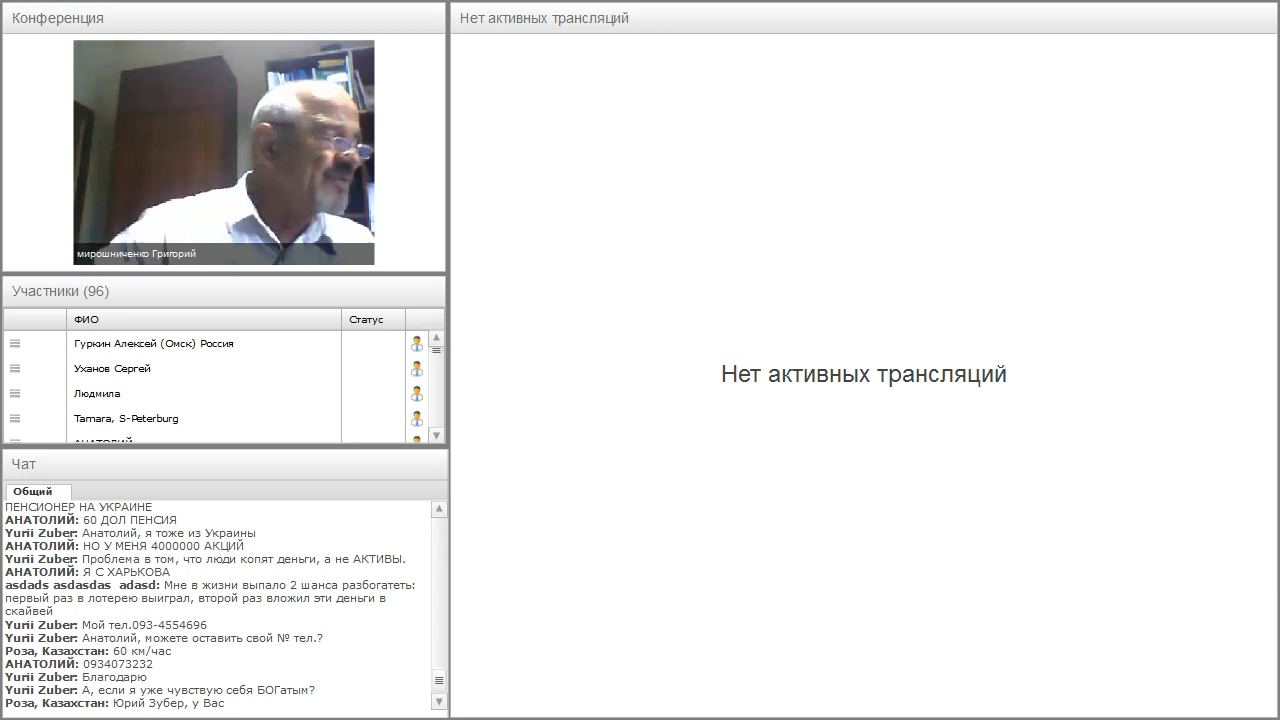 Конференция
Нет активных трансляций
мирошниченко Григорий
Участники (96)
ФИО
Статус
Гуркин Алексей (Омск) Россия
Уханов Сергей
Людмила
Tamara, S-Peterburg
АНАТОЛИЙ
Чат
Общий
ПЕНСИОНЕР НА УКРАИНЕ
АНАТОЛИЙ: 60 ДОЛ ПЕНСИЯ
Yurii Zuber: Анатолий, я тоже из Украины
АНАТОЛИЙ: НО У МЕНЯ 4000000 АКЦИЙ
Yurii Zuber: Проблема в том, что люди копят деньги, а не АКТИВЫ.
АНАТОЛИЙ: Я С ХАРЬКОВА
asdads asdasdas adasd: Мне в жизни выпало 2 шанса разбогатеть:
первый раз в лотерею выиграл, второй раз вложил эти деньги в
скайвей
Yurii Zuber: Мой тел.093-4554696
Yurii Zuber: Анатолий, можете оставить свой № тел.?
Роза, Казахстан: 60 км/час
АНАТОЛИЙ: 0934073232
Yurii Zuber: Благодарю
Yurii Zuber: А, если я уже чувствую себя БОГатым?
Роза, Казахстан: Юрий Зубер, у Вас
Нет активных трансляций